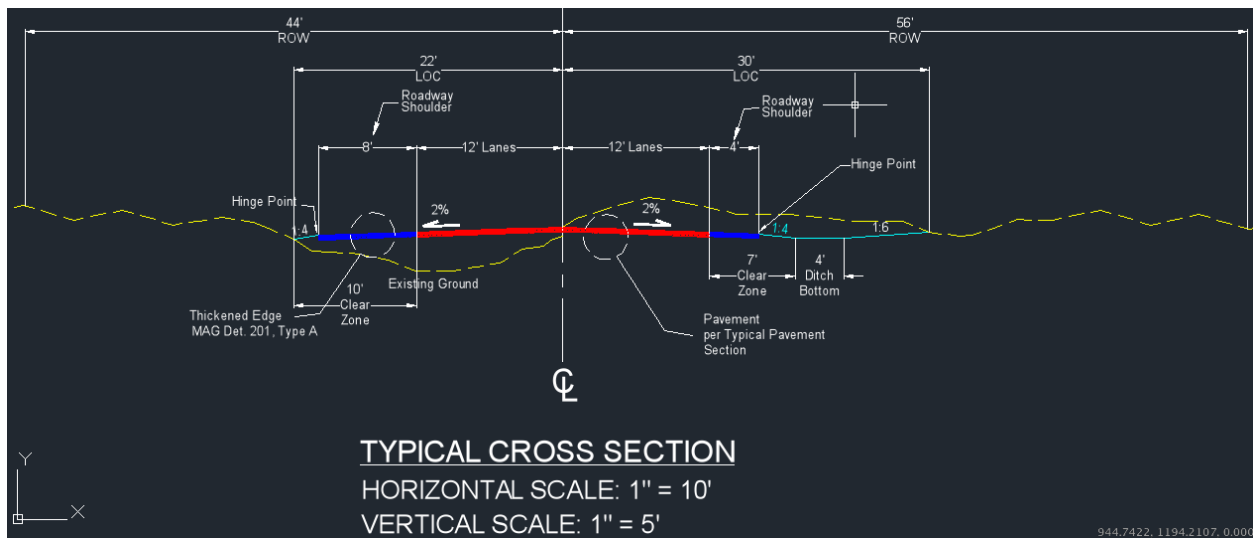 44'
ROW
56'
ROW
22'
LOC
30'
LOC
Roadway
Shoulder
Roadway
Shoulder
8'
12' Lanes
12' Lanes
4'
Hinge Point
Hinge Point
2%
2%
1:4
1:4
1:6
Existing Ground
10'
Clear
Zone
7'
Clear
Zone
4'
Ditch
Bottom
Thickened Edge
MAG Det. 201, Type A
Pavement
per Typical Pavement
Section
CL
TYPICAL CROSS SECTION
HORIZONTAL SCALE: 1" = 10'
VERTICAL SCALE: 1" = 5'
Y
X
944.7422, 1194.2107, 0.000